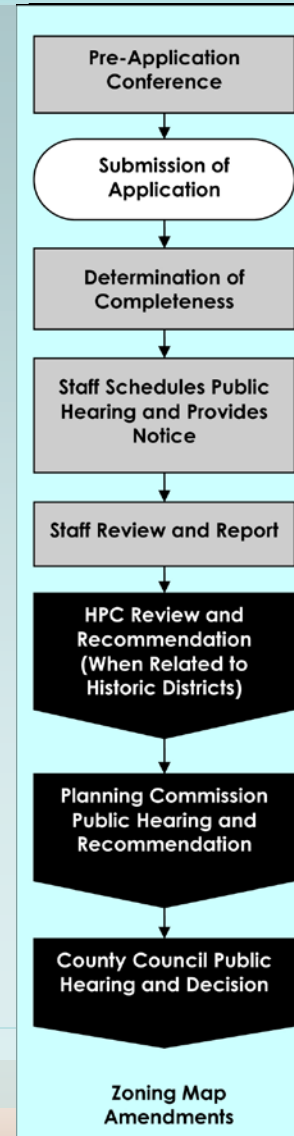 Pre-Application
Conference
Submission of
Application
Determination of
Completeness
Staff Schedules Public
Hearing and Provides
Notice
Staff Review and Report
HPC Review and
Recommendation
(When Related to
Historic Districts)
Planning Commission
Public Hearing and
Recommendation
County Council Public
Hearing and Decision
Zoning Map
Amendments